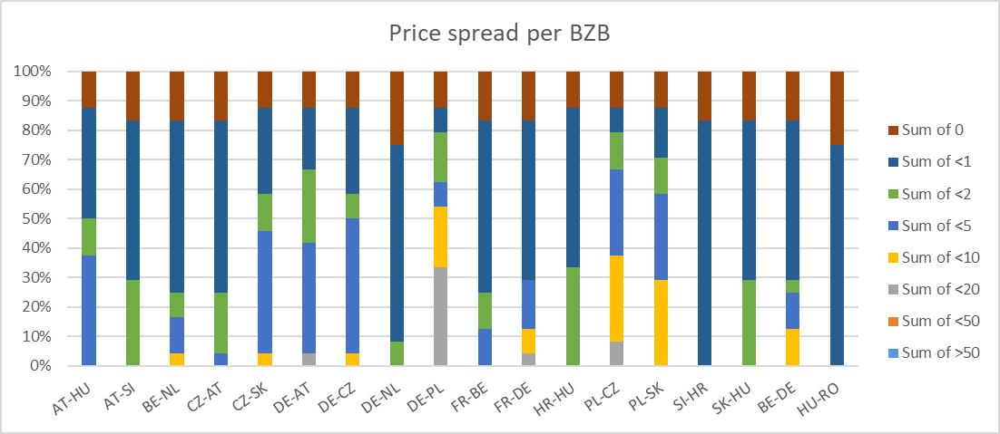 Price spread per BZB
100%
90%
80%
70%
60%
50%
40%
30%
20%
10%
0%
AT-HU
AT-SI
BE-NL
CZ-AT
CZ-SK
DE-AT
DE-CZ
DE-NL
DE-PL
FR-BE
FR-DE
HR-HU
PL-CZ
PL-SK
SI-HR
SK-HU
BE-DE
HU-RO
Sum of 0
Sum of <1
Sum of <2
Sum of <5
Sum of <10
Sum of <20
Sum of <50
Sum of >50